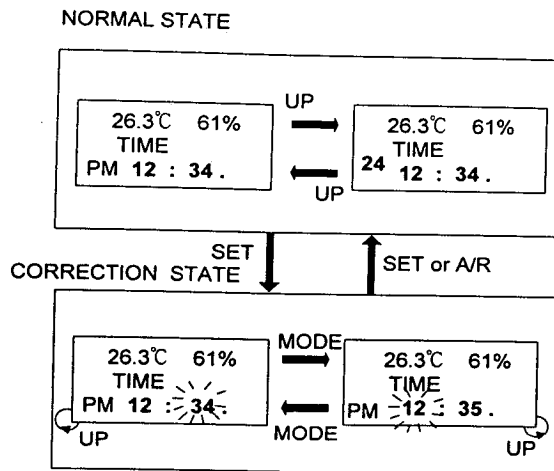 NORMAL STATE
UP
26.3℃ 61%
TIME
PM 12 : 34 .
26.3℃ 61%
TIME
24 12 : 34 .
UP
SET
SET or A/R
CORRECTION STATE
MODE
26.3℃ 61%
TIME
PM 12 : 34 .
26.3℃ 61%
TIME
PM 12 : 35 .
MODE
UP
UP